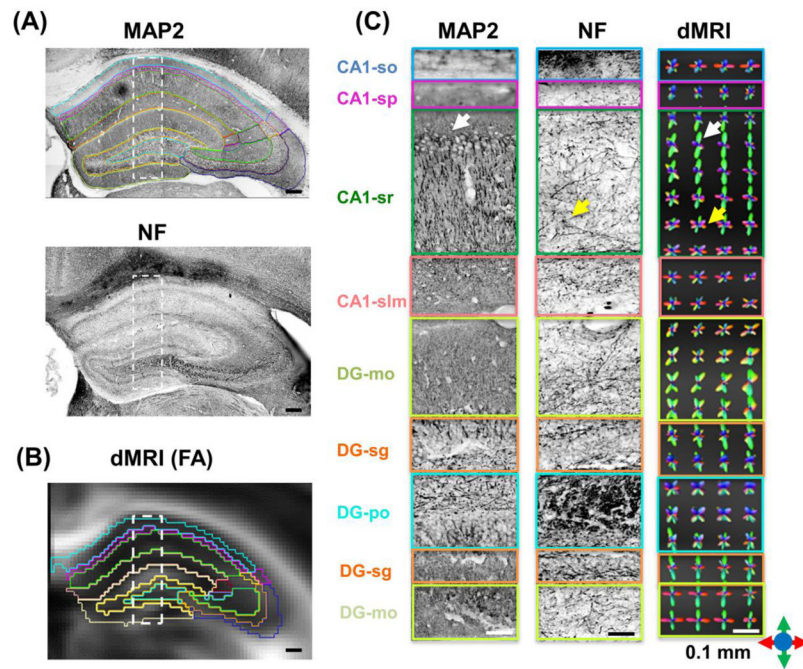 (A)
MAP2
NF
(B)
dMRI (FA)
(C)
MAP2 NF dMRI
CA1-so
CA1-sp
CA1-sr
CA1-slm
DG-mo
DG-sg
DG-po
DG-sg
DG-mo
0.1 mm